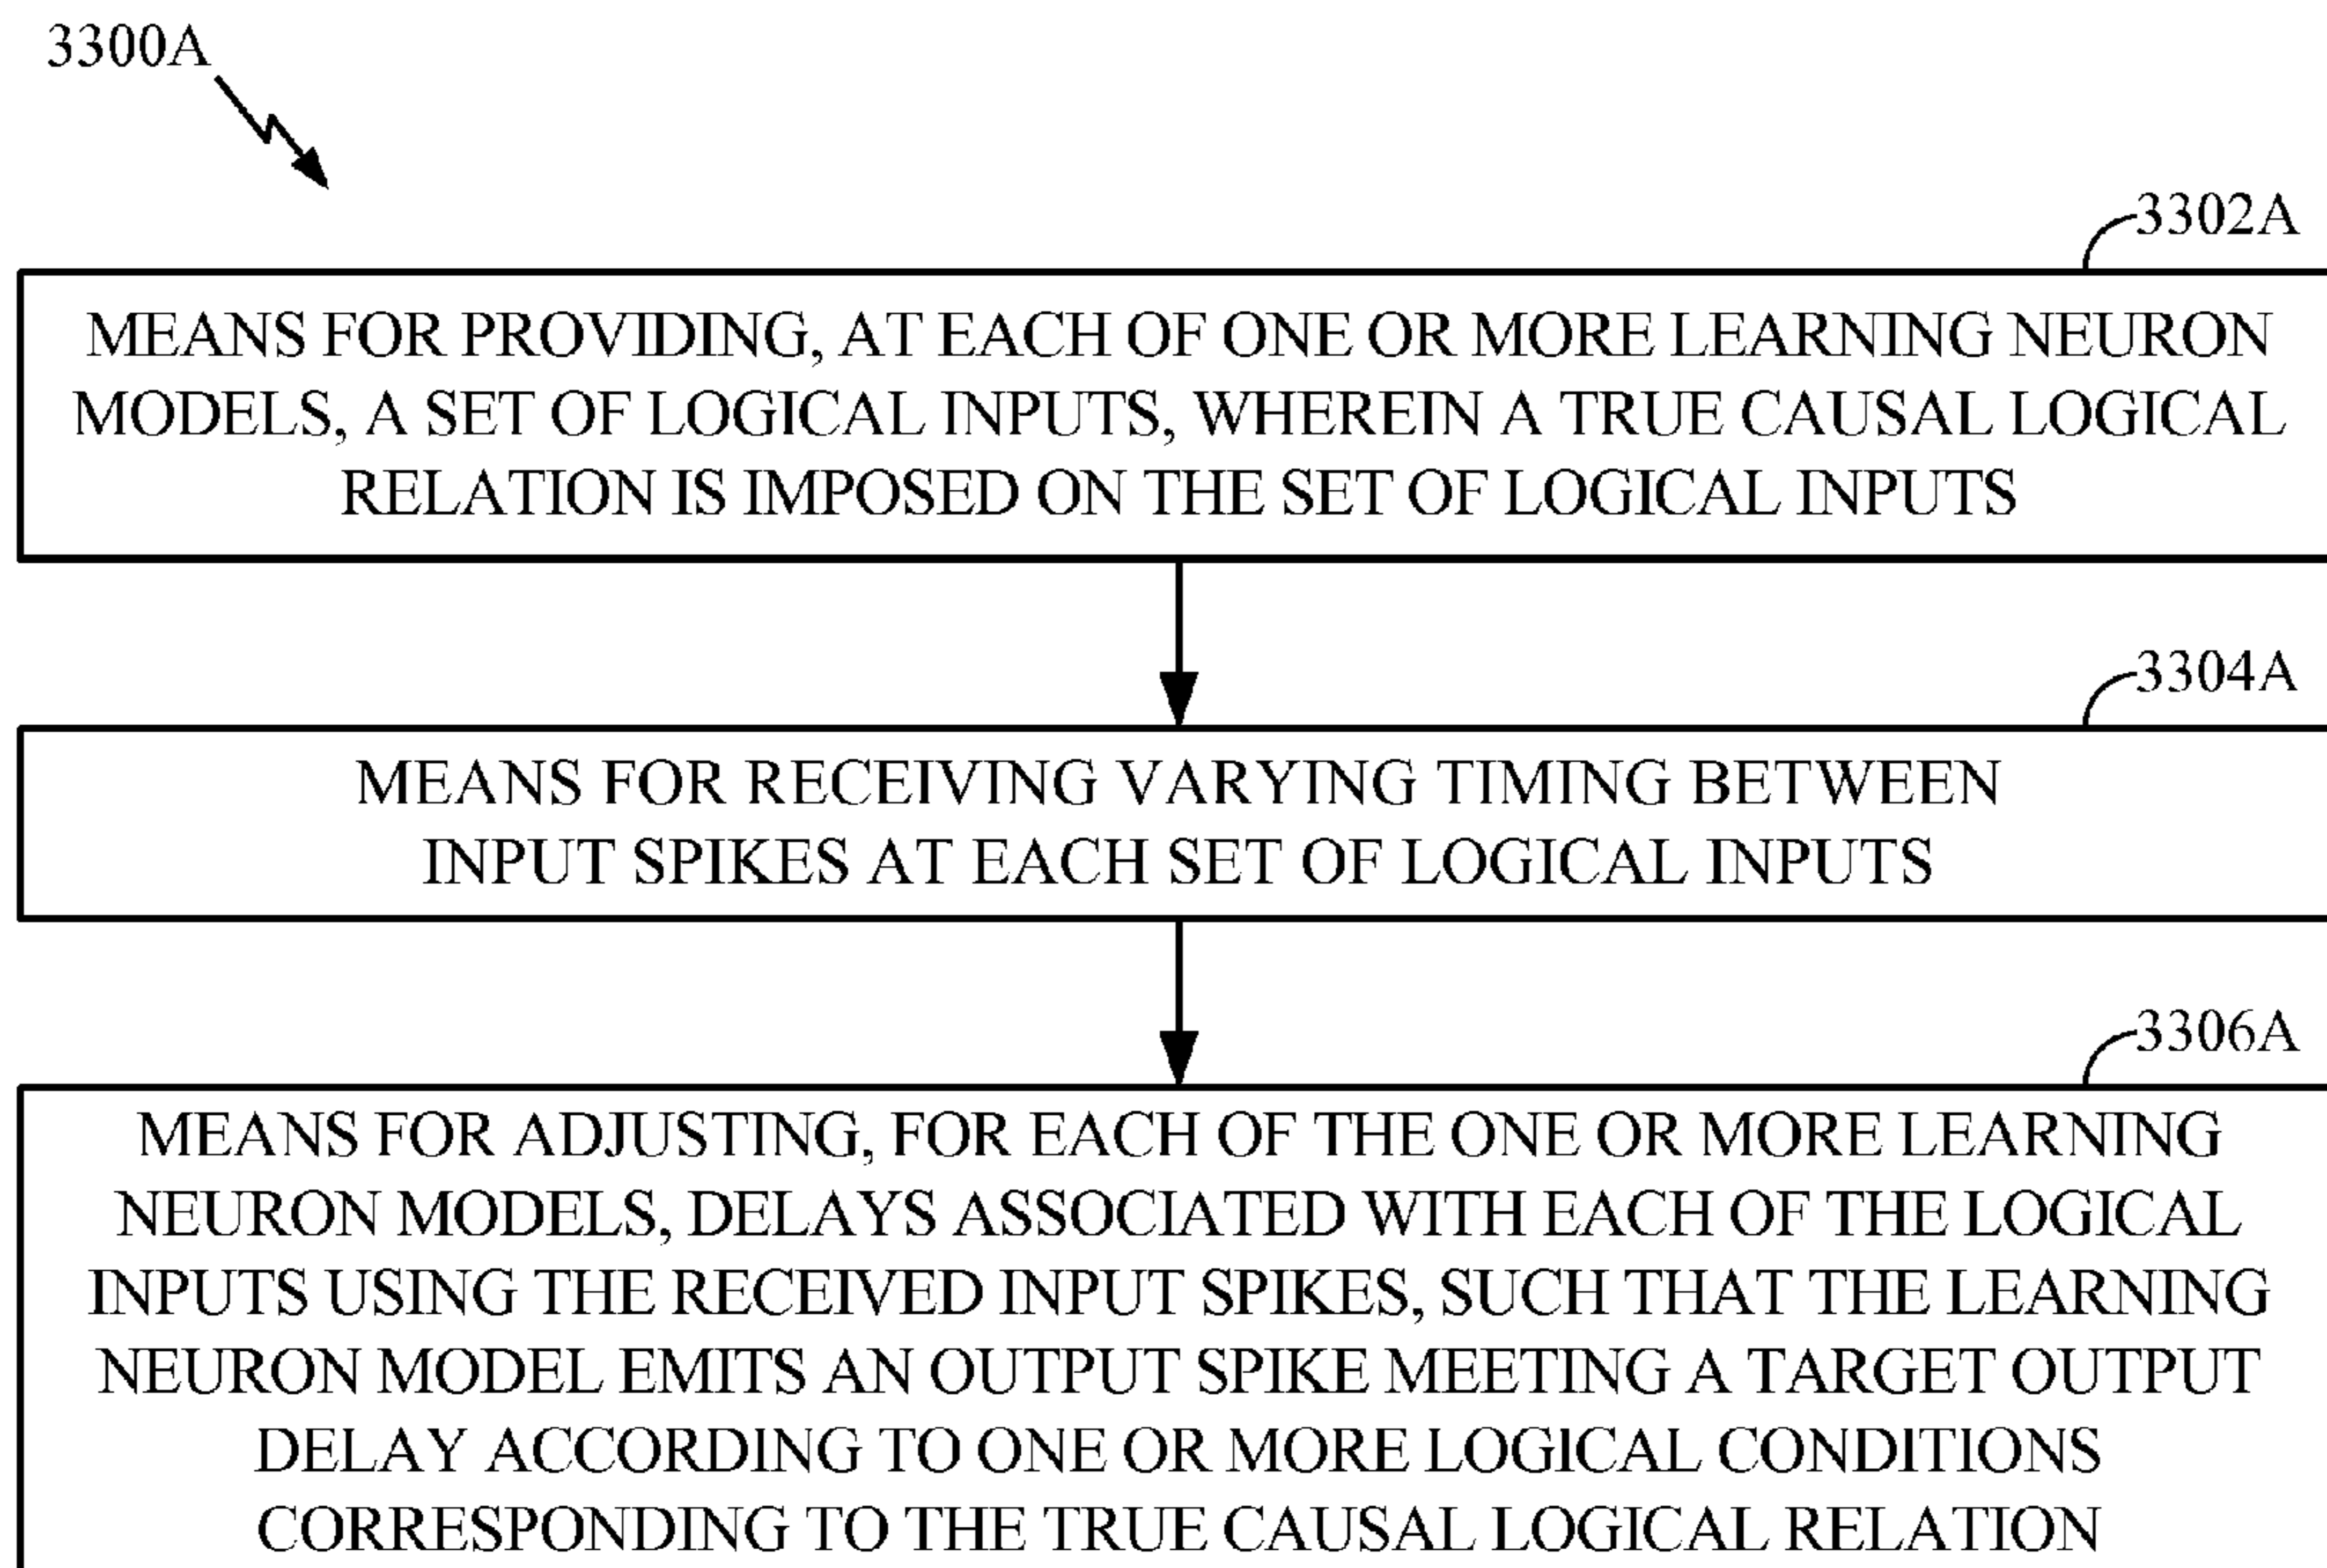 3300A
3302A
MEANS FOR PROVIDING, AT EACH OF ONE OR MORE LEARNING NEURON
MODELS, A SET OF LOGICAL INPUTS, WHEREIN A TRUE CAUSAL LOGICAL
RELATION IS IMPOSED ON THE SET OF LOGICAL INPUTS
3304A
MEANS FOR RECEIVING VARYING TIMING BETWEEN
INPUT SPIKES AT EACH SET OF LOGICAL INPUTS
3306A
MEANS FOR ADJUSTING, FOR EACH OF THE ONE OR MORE LEARNING
NEURON MODELS, DELAYS ASSOCIATED WITH EACH OF THE LOGICAL
INPUTS USING THE RECEIVED INPUT SPIKES, SUCH THAT THE LEARNING
NEURON MODEL EMITS AN OUTPUT SPIKE MEETING A TARGET OUTPUT
DELAY ACCORDING TO ONE OR MORE LOGICAL CONDITIONS
CORRESPONDING TO THE TRUE CAUSAL LOGICAL RELATION